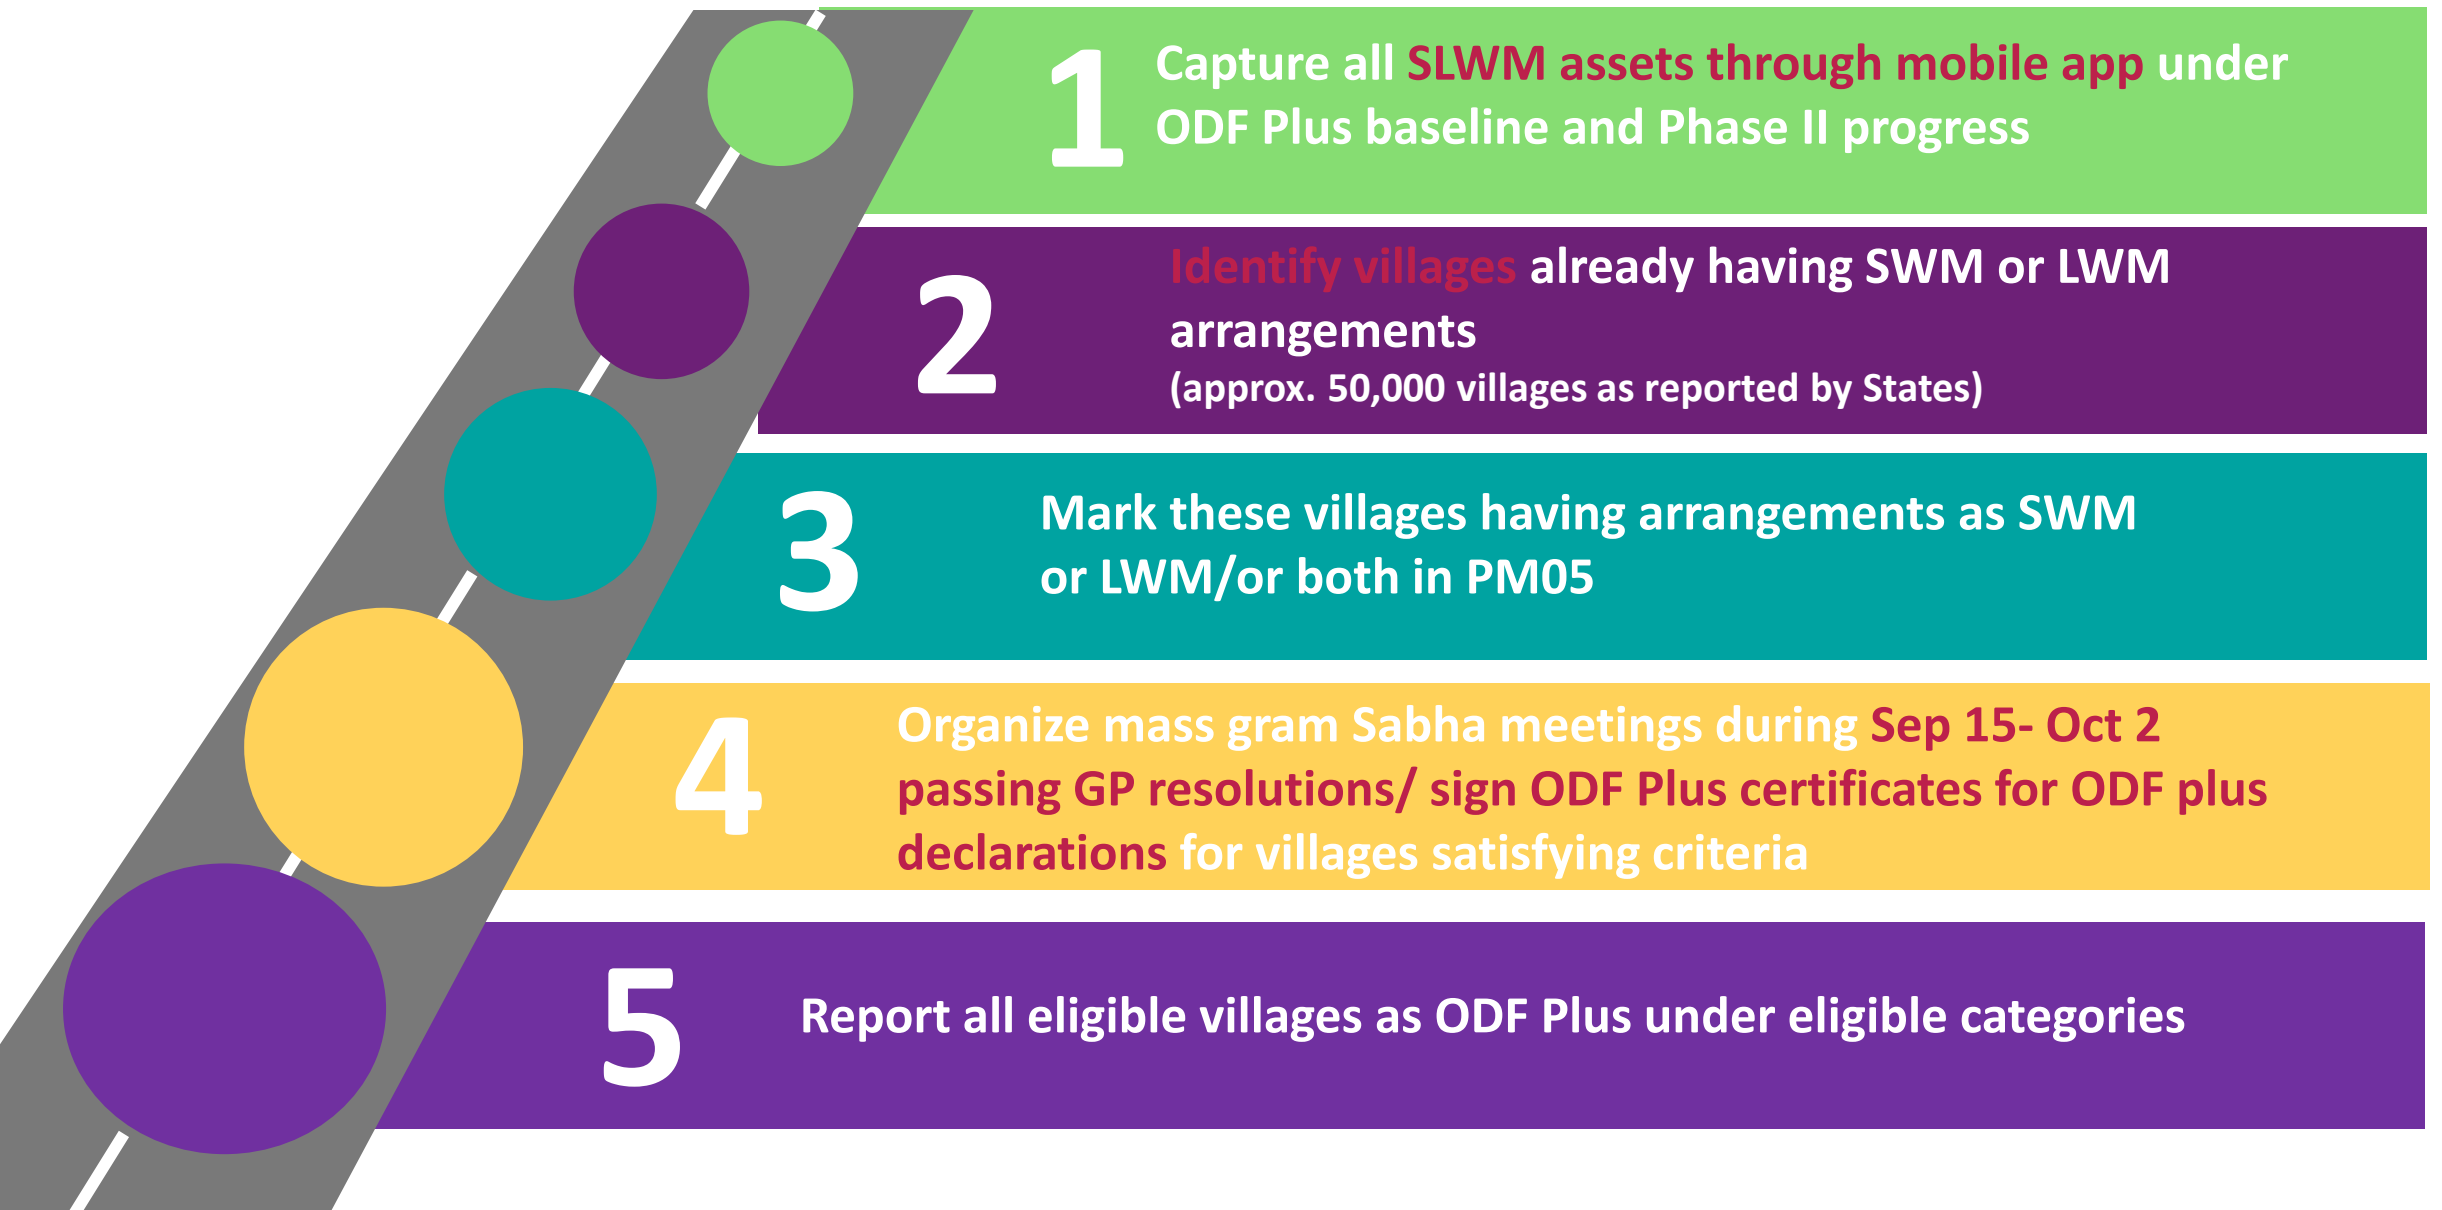 1
Capture all SLWM assets through mobile app under
ODF Plus baseline and Phase II progress
2
Identify villages already having SWM or LWM
arrangements
(approx. 50,000 villages as reported by States)
3
Mark these villages having arrangements as SWM
or LWM/or both in PM05
4
Organize mass gram Sabha meetings during Sep 15- Oct 2
passing GP resolutions/ sign ODF Plus certificates for ODF plus
declarations for villages satisfying criteria
5
Report all eligible villages as ODF Plus under eligible categories